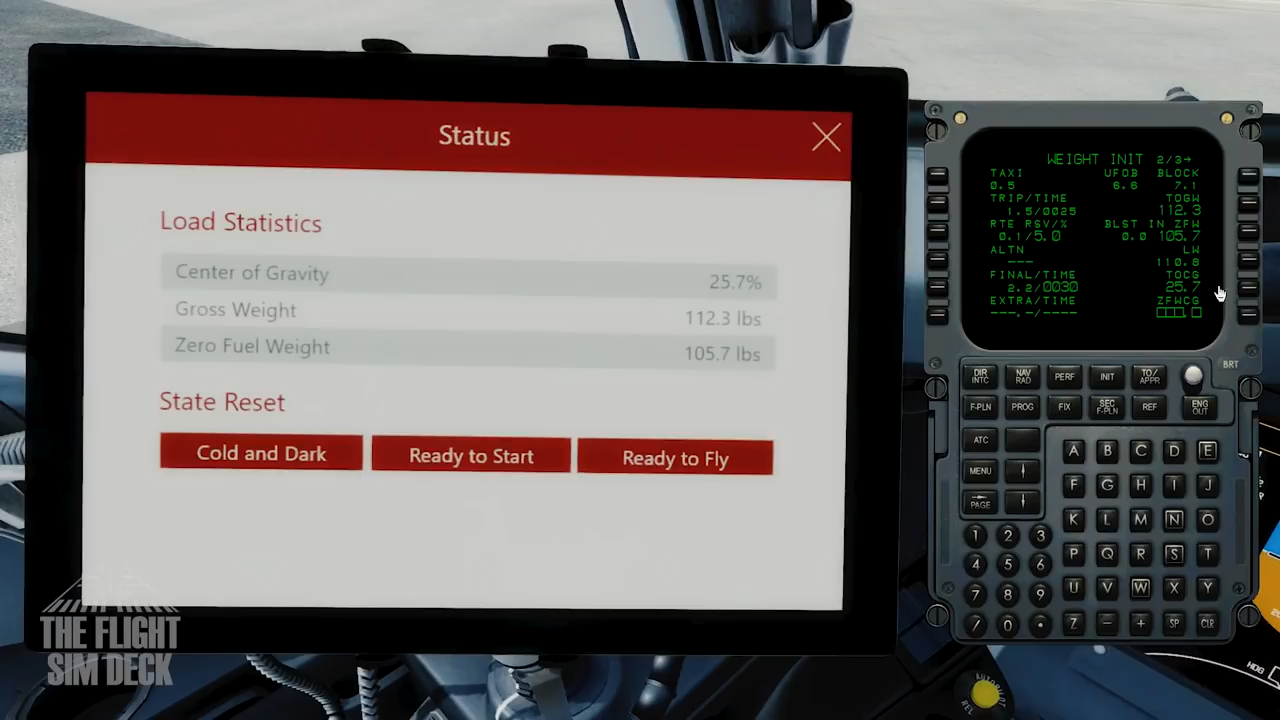 Status
Load Statistics
Center of Gravity 25.7%
Gross Weight 112.3 lbs
Zero Fuel Weight 105.7 lbs
State Reset
Cold and Dark Ready to Start Ready to Fly
THE FLIGHT
SIM DECK
WEIGHT INIT 2/3→
TAXI UFOB BLOCK
0.5 6.6 7.1
TRIP/TIME TOGW
1.5/0025 112.3
RTE RSV/% BLST IN ZFW
0.1/5.0 0.0 105.7
ALTN LW
--- 110.8
FINAL/TIME TOCG
2.2/0030 25.7
EXTRA/TIME ZFWCG
---.-/---- □□□.□
BRT
DIR INTC NAV RAD PERF INIT TO/ APPR
F-PLN PROG FIX SEC F-PLN REF ENG OUT
ATC
MENU
PAGE
A B C D E
F G H I J
K L M N O
P Q R S T
U V W X Y
Z - + SP CLR
1 2 3
4 5 6
7 8 9
/ 0 .
HDG